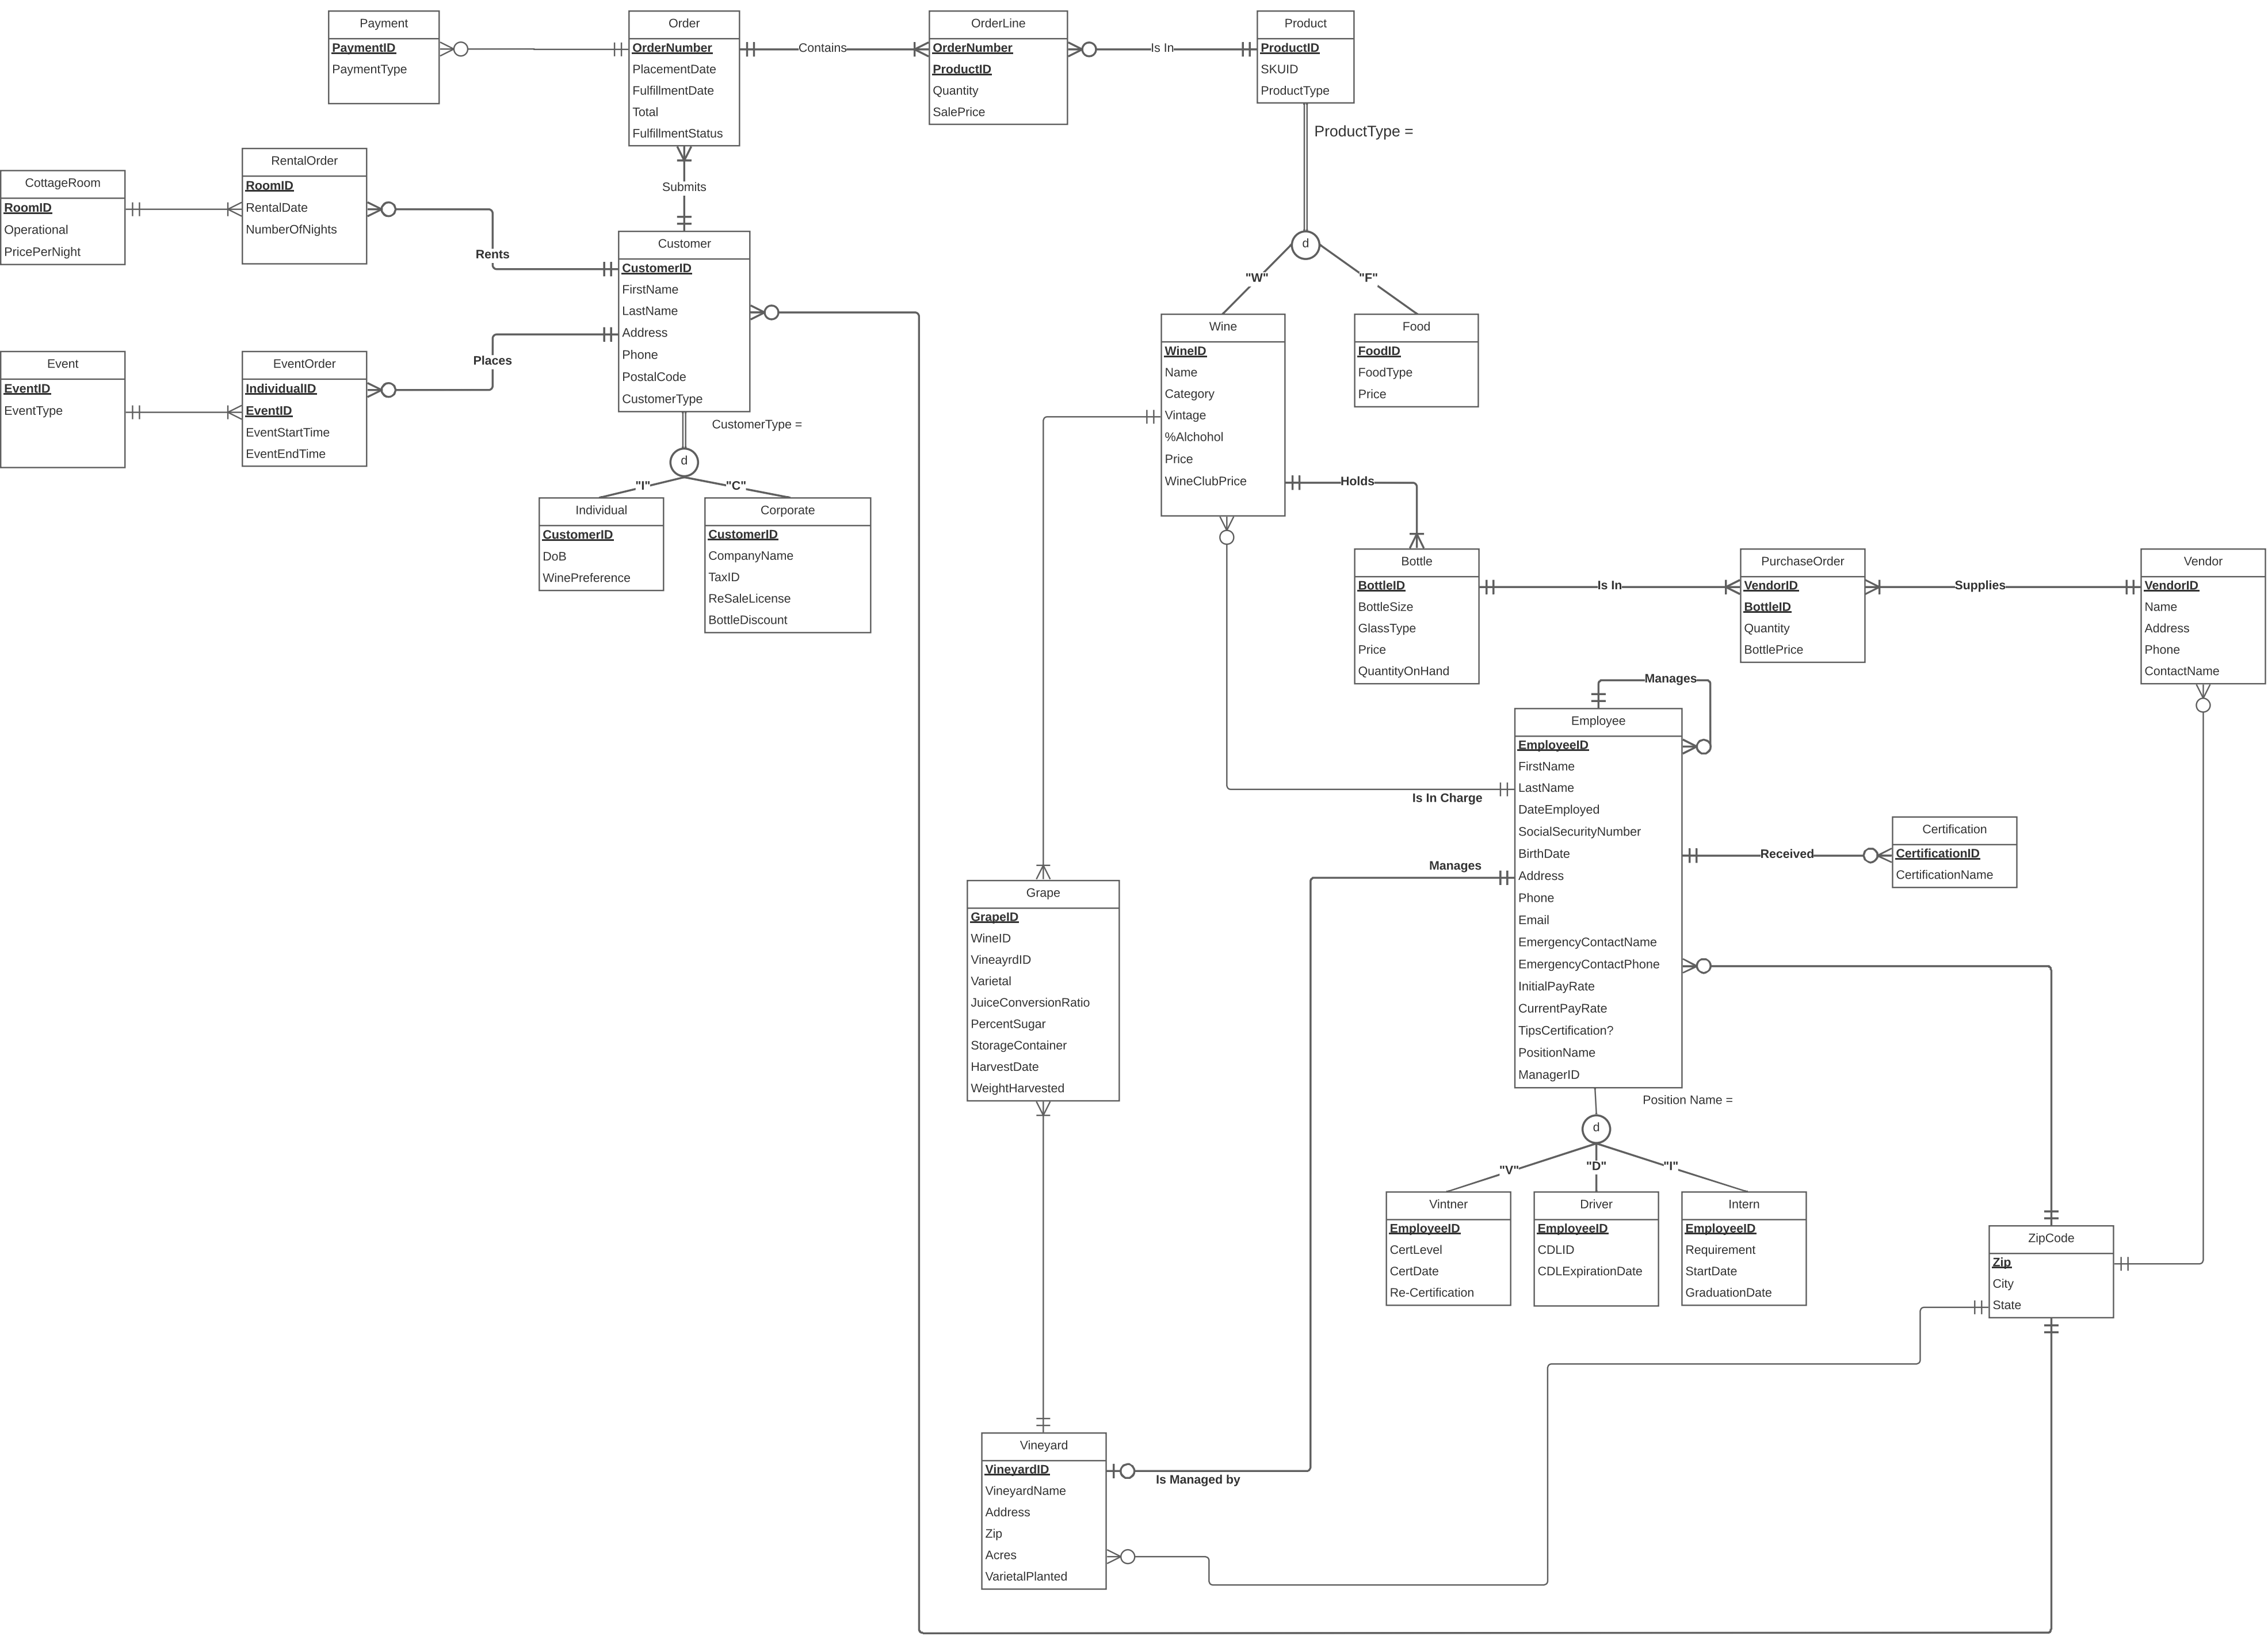 Payment
PaymentID
PaymentType
Order
OrderNumber
PlacementDate
FulfillmentDate
Total
FulfillmentStatus
Contains
OrderLine
OrderNumber
ProductID
Quantity
SalePrice
Is In
Product
ProductID
SKUID
ProductType
ProductType =
d
"W"
"F"
CottageRoom
RoomID
Operational
PricePerNight
RentalOrder
RoomID
RentalDate
NumberOfNights
Rents
Submits
Customer
CustomerID
FirstName
LastName
Address
Phone
PostalCode
CustomerType
CustomerType =
d
"I"
"C"
Event
EventID
EventType
EventOrder
IndividualID
EventID
EventStartTime
EventEndTime
Places
Individual
CustomerID
DoB
WinePreference
Corporate
CustomerID
CompanyName
TaxID
ReSaleLicense
BottleDiscount
Wine
WineID
Name
Category
Vintage
%Alchohol
Price
WineClubPrice
Food
FoodID
FoodType
Price
Holds
Bottle
BottleID
BottleSize
GlassType
Price
QuantityOnHand
Is In
PurchaseOrder
VendorID
BottleID
Quantity
BottlePrice
Supplies
Vendor
VendorID
Name
Address
Phone
ContactName
Manages
Employee
EmployeeID
FirstName
LastName
DateEmployed
SocialSecurityNumber
BirthDate
Address
Phone
Email
EmergencyContactName
EmergencyContactPhone
InitialPayRate
CurrentPayRate
TipsCertification?
PositionName
ManagerID
Is In Charge
Manages
Received
Certification
CertificationID
CertificationName
Grape
GrapeID
WineID
VineayrdID
Varietal
JuiceConversionRatio
PercentSugar
StorageContainer
HarvestDate
WeightHarvested
Position Name =
d
"V"
"D"
"I"
Vintner
EmployeeID
CertLevel
CertDate
Re-Certification
Driver
EmployeeID
CDLID
CDLExpirationDate
Intern
EmployeeID
Requirement
StartDate
GraduationDate
ZipCode
Zip
City
State
Vineyard
VineyardID
VineyardName
Address
Zip
Acres
VarietalPlanted
Is Managed by